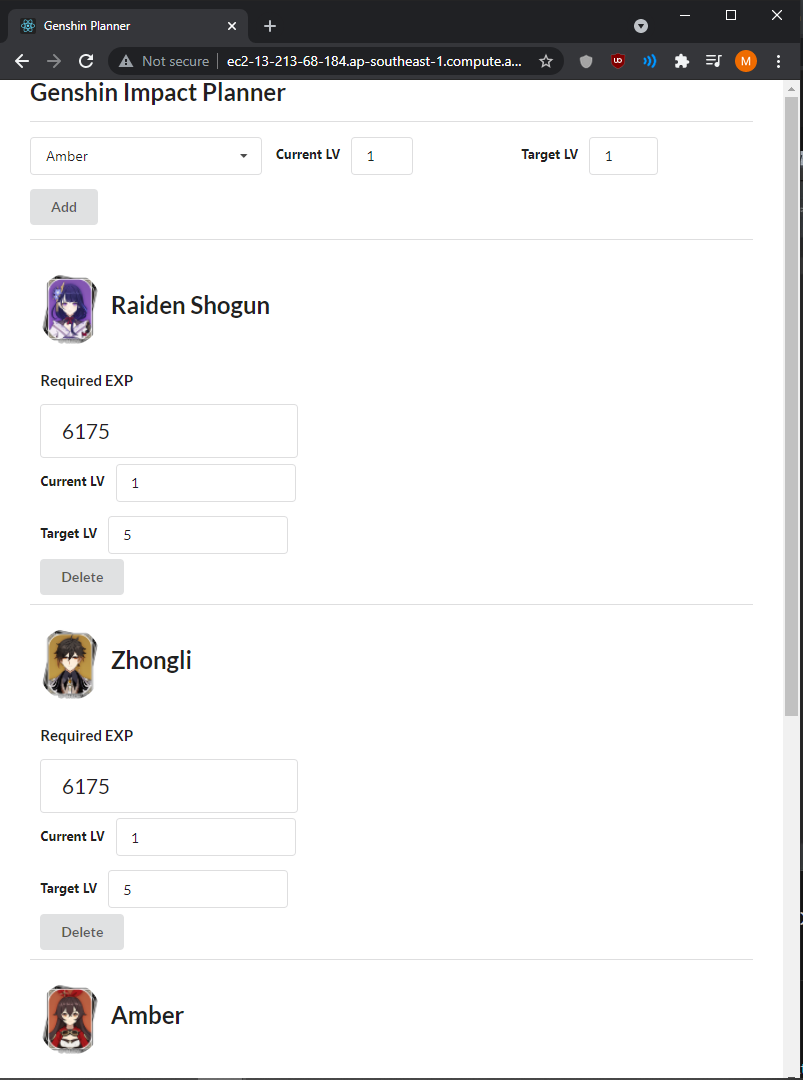 Genshin Planner
Not secure ec2-13-213-68-184.ap-southeast-1.compute.a...
M
Genshin Impact Planner
Amber Current LV 1 Target LV 1
Add
Raiden Shogun
Required EXP
6175
Current LV 1
Target LV 5
Delete
Zhongli
Required EXP
6175
Current LV 1
Target LV 5
Delete
Amber